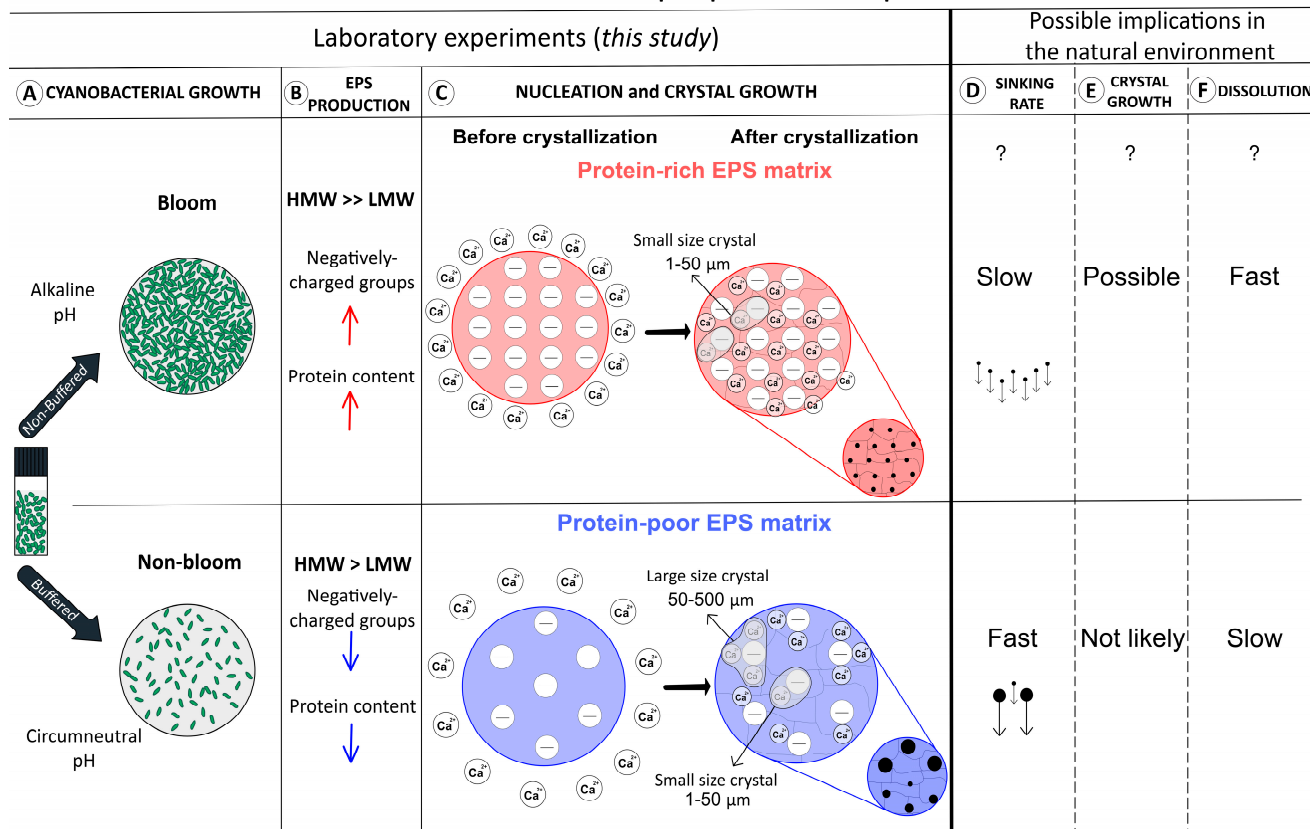 Laboratory experiments (this study)
Possible implications in
the natural environment
A CYANOBACTERIAL GROWTH
B EPS
PRODUCTION
C NUCLEATION and CRYSTAL GROWTH
D SINKING
RATE
E CRYSTAL
GROWTH
F DISSOLUTION
Before crystallization
After crystallization
? ? ?
Protein-rich EPS matrix
Bloom
HMW >> LMW
Alkaline
pH
Negatively-
charged groups
Protein content
Small size crystal
1-50 µm
Ca2+
Slow
Possible
Fast
Non-Buffered
Protein-poor EPS matrix
Buffered
Non-bloom
HMW > LMW
Negatively-
charged groups
Protein content
Circumneutral
pH
Large size crystal
50-500 µm
Ca2+
Small size crystal
1-50 µm
Fast
Not likely
Slow